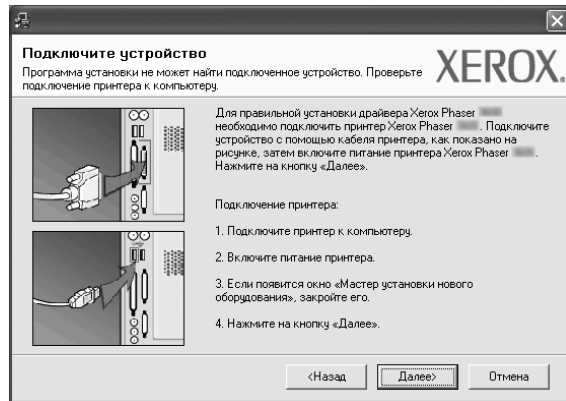 Подключите устройство
Программа установки не может найти подключенное устройство. Проверьте
подключение принтера к компьютеру.
XEROX.
Для правильной установки драйвера Xerox Phaser
необходимо подключить принтер Xerox Phaser . Подключите
устройство с помощью кабеля принтера, как показано на
рисунке, затем включите питание принтера Xerox Phaser .
Нажмите на кнопку «Далее».
Подключение принтера:
1. Подключите принтер к компьютеру.
2. Включите питание принтера.
3. Если появится окно «Мастер установки нового
оборудования», закройте его.
4. Нажмите на кнопку «Далее».
<Назад
Далее>
Отмена